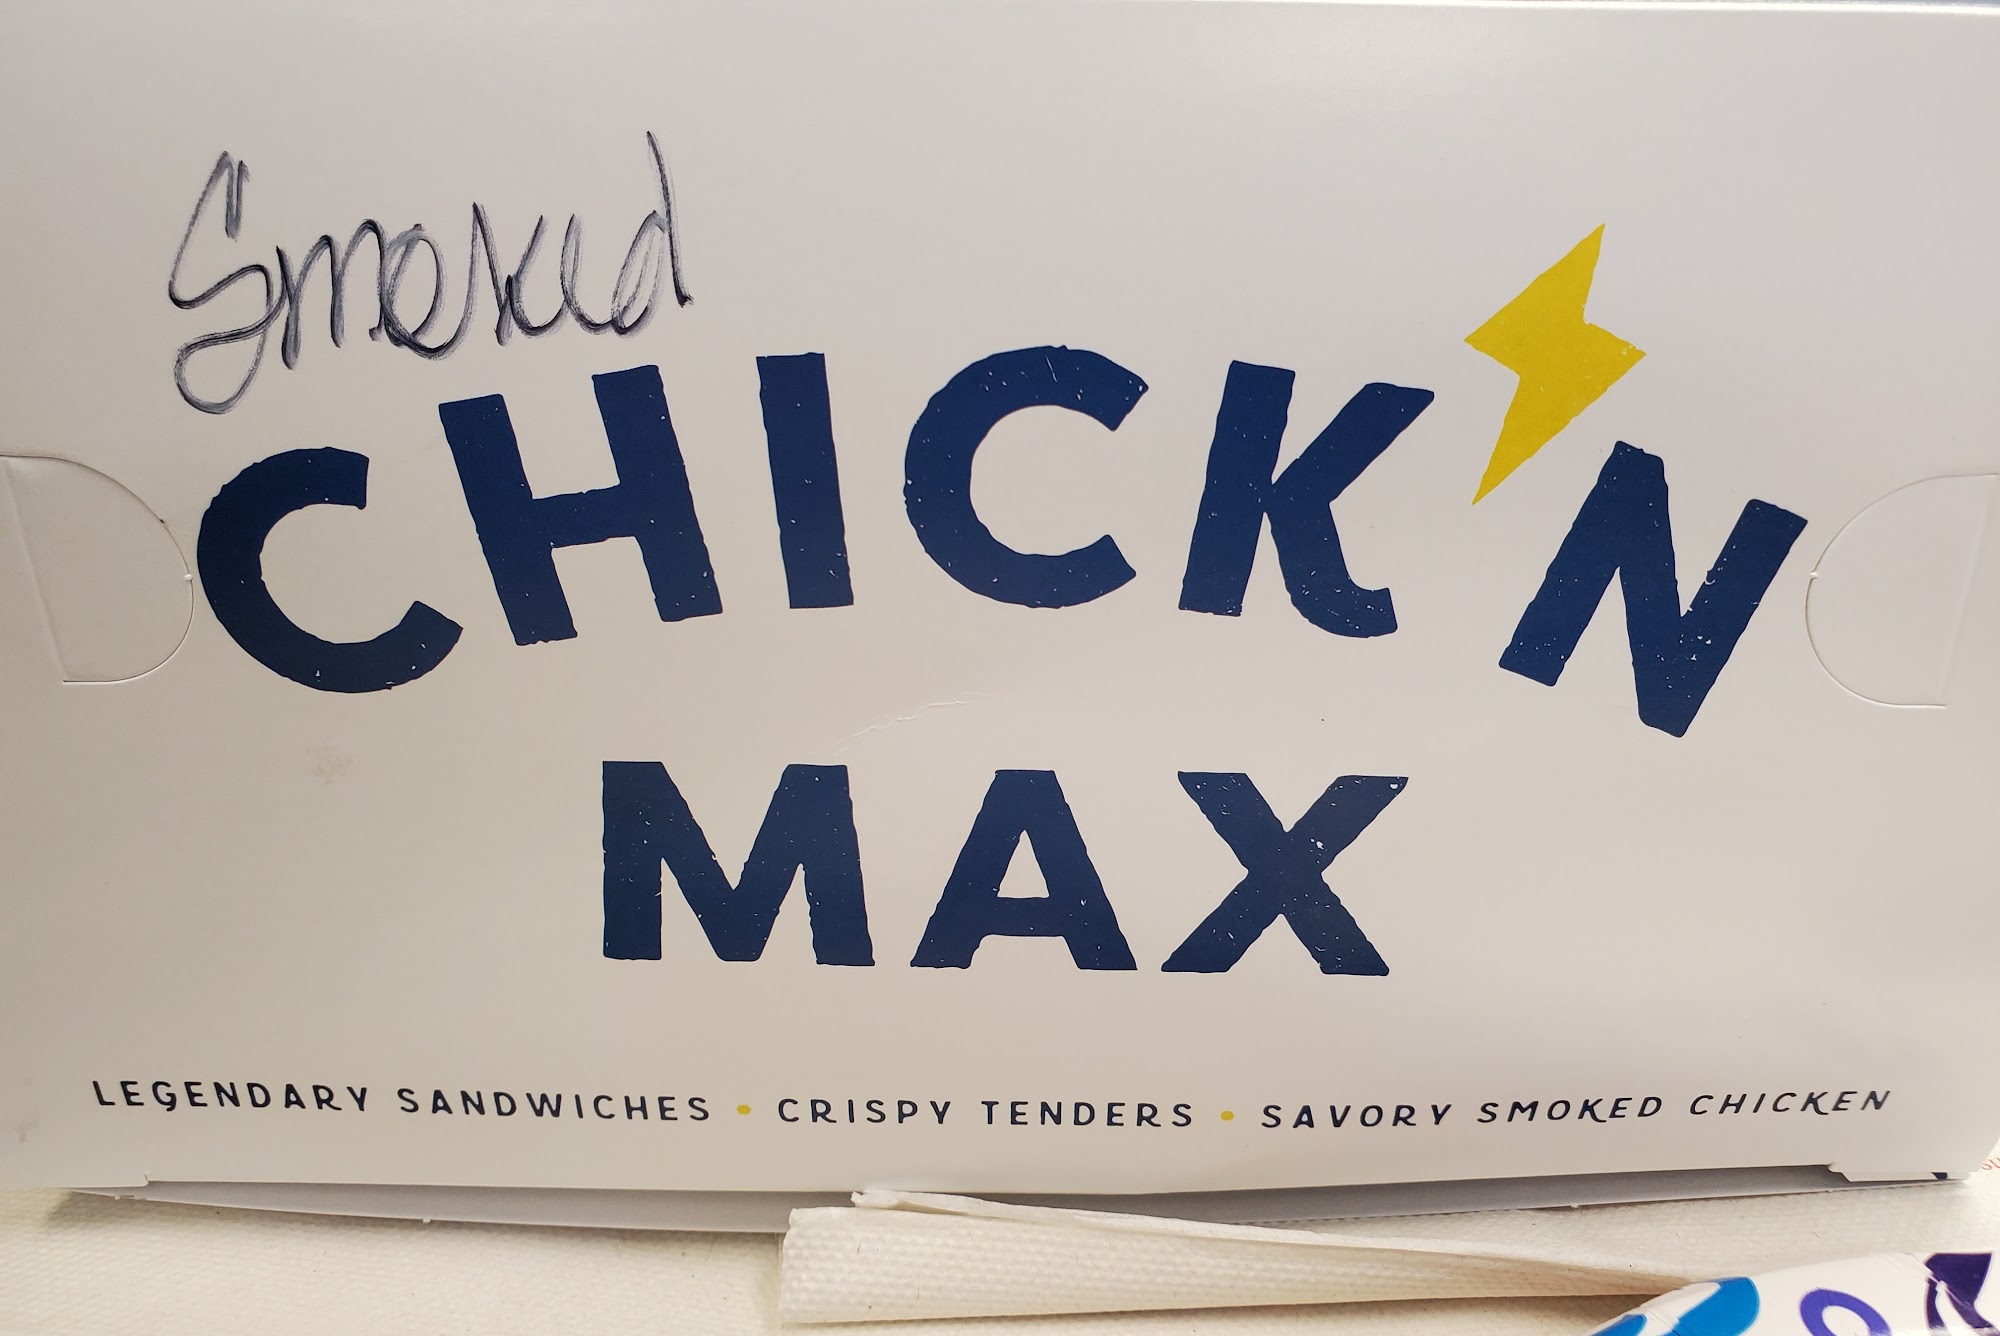 Smoked
CHICK'N
MAX
LEGENDARY SANDWICHES • CRISPY TENDERS • SAVORY SMOKED CHICKEN